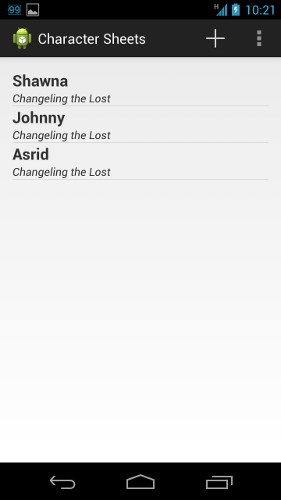 99 H 10:21
Character Sheets
Shawna
Changeling the Lost
Johnny
Changeling the Lost
Asrid
Changeling the Lost